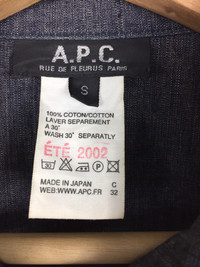 A.P.C.
RUE DE FLEURUS PARIS
S
100% COTON/COTTON
LAVER SEPAREMENT
A 30°
WASH 30° SEPARATLY
ÉTÉ 2002
MADE IN JAPAN C
WEB:WWW.APC.FR 32